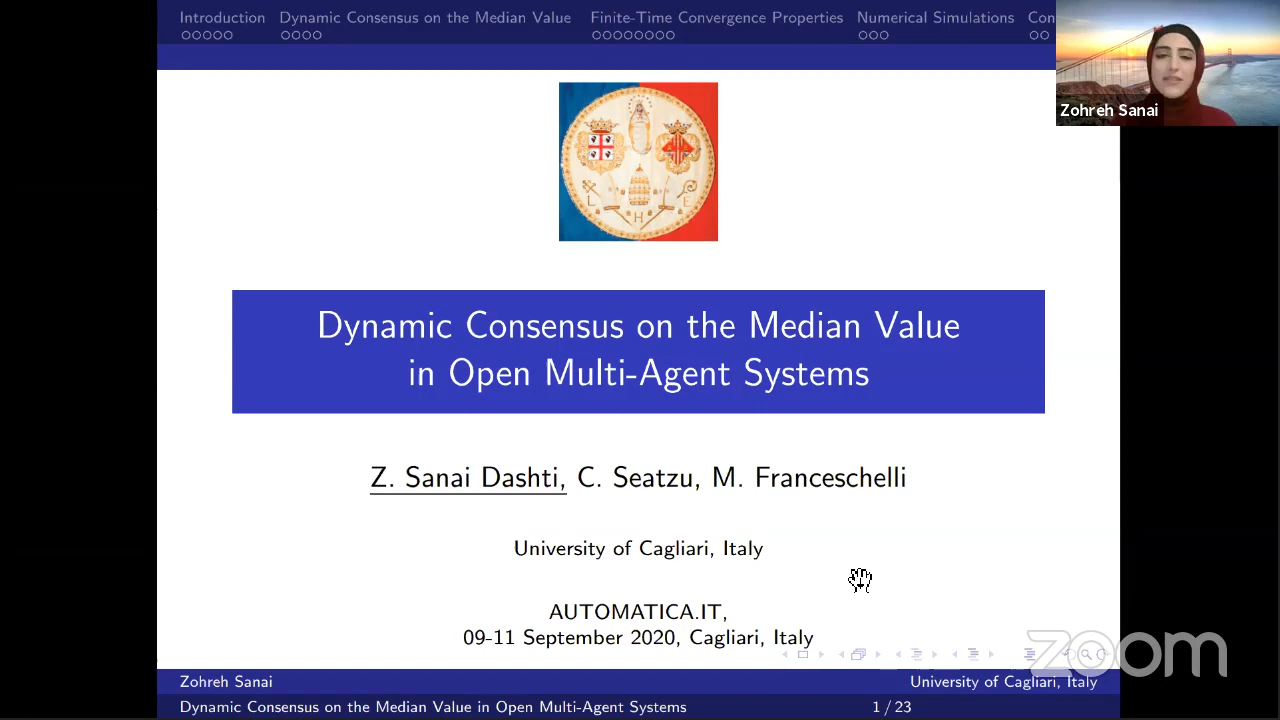 Introduction Dynamic Consensus on the Median Value Finite-Time Convergence Properties Numerical Simulations Con
Zohreh Sanai
L H E
Dynamic Consensus on the Median Value
in Open Multi-Agent Systems
Z. Sanai Dashti, C. Seatzu, M. Franceschelli
University of Cagliari, Italy
AUTOMATICA.IT,
09-11 September 2020, Cagliari, Italy
zoom
Zohreh Sanai University of Cagliari, Italy
Dynamic Consensus on the Median Value in Open Multi-Agent Systems 1 / 23